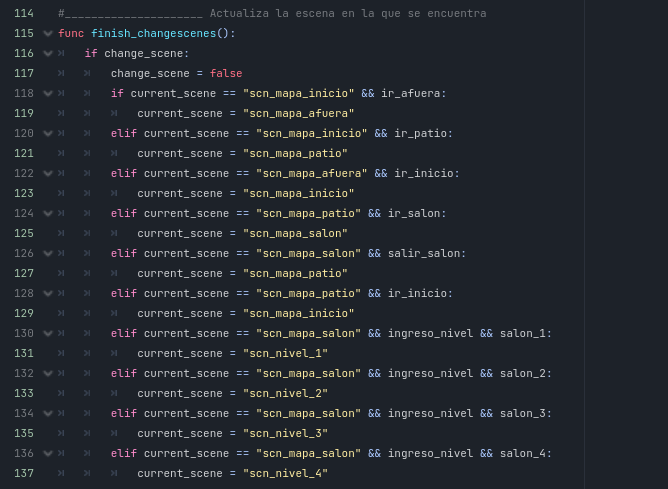 114 #_____________________ Actualiza la escena en la que se encuentra
115 func finish_changescenes():
116 if change_scene:
117 change_scene = false
118 if current_scene == "scn_mapa_inicio" && ir_afuera:
119 current_scene = "scn_mapa_afuera"
120 elif current_scene == "scn_mapa_inicio" && ir_patio:
121 current_scene = "scn_mapa_patio"
122 elif current_scene == "scn_mapa_afuera" && ir_inicio:
123 current_scene = "scn_mapa_inicio"
124 elif current_scene == "scn_mapa_patio" && ir_salon:
125 current_scene = "scn_mapa_salon"
126 elif current_scene == "scn_mapa_salon" && salir_salon:
127 current_scene = "scn_mapa_patio"
128 elif current_scene == "scn_mapa_patio" && ir_inicio:
129 current_scene = "scn_mapa_inicio"
130 elif current_scene == "scn_mapa_salon" && ingreso_nivel && salon_1:
131 current_scene = "scn_nivel_1"
132 elif current_scene == "scn_mapa_salon" && ingreso_nivel && salon_2:
133 current_scene = "scn_nivel_2"
134 elif current_scene == "scn_mapa_salon" && ingreso_nivel && salon_3:
135 current_scene = "scn_nivel_3"
136 elif current_scene == "scn_mapa_salon" && ingreso_nivel && salon_4:
137 current_scene = "scn_nivel_4"